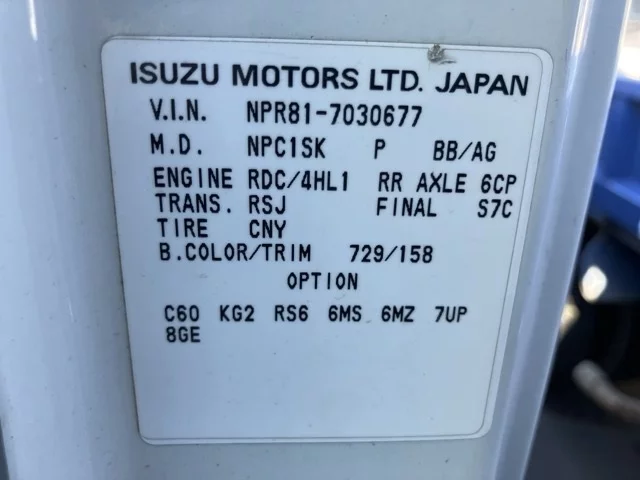 ISUZU MOTORS LTD. JAPAN
V.I.N. NPR81-7030677
M.D. NPC1SK P BB/AG
ENGINE RDC/4HL1 RR AXLE 6CP
TRANS. RSJ FINAL S7C
TIRE CNY
B.COLOR/TRIM 729/158
OPTION
C60 KG2 RS6 6MS 6MZ 7UP
8GE